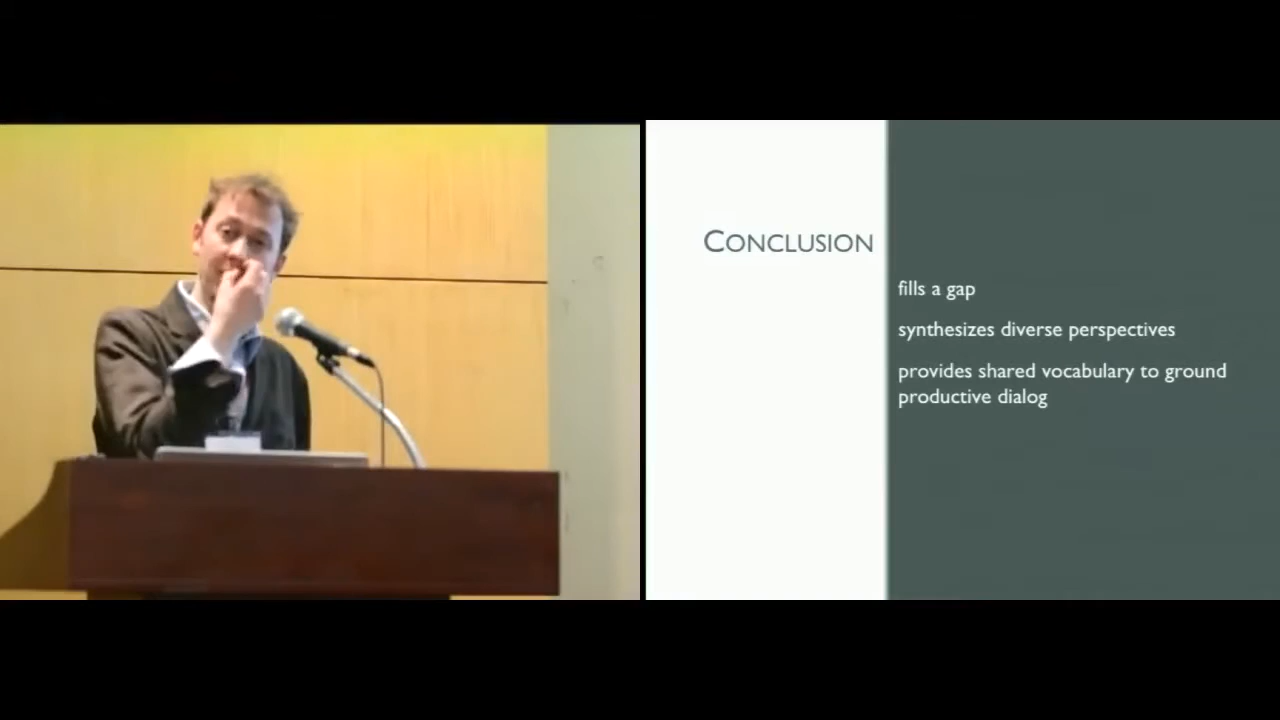 CONCLUSION
fills a gap
synthesizes diverse perspectives
provides shared vocabulary to ground
productive dialog